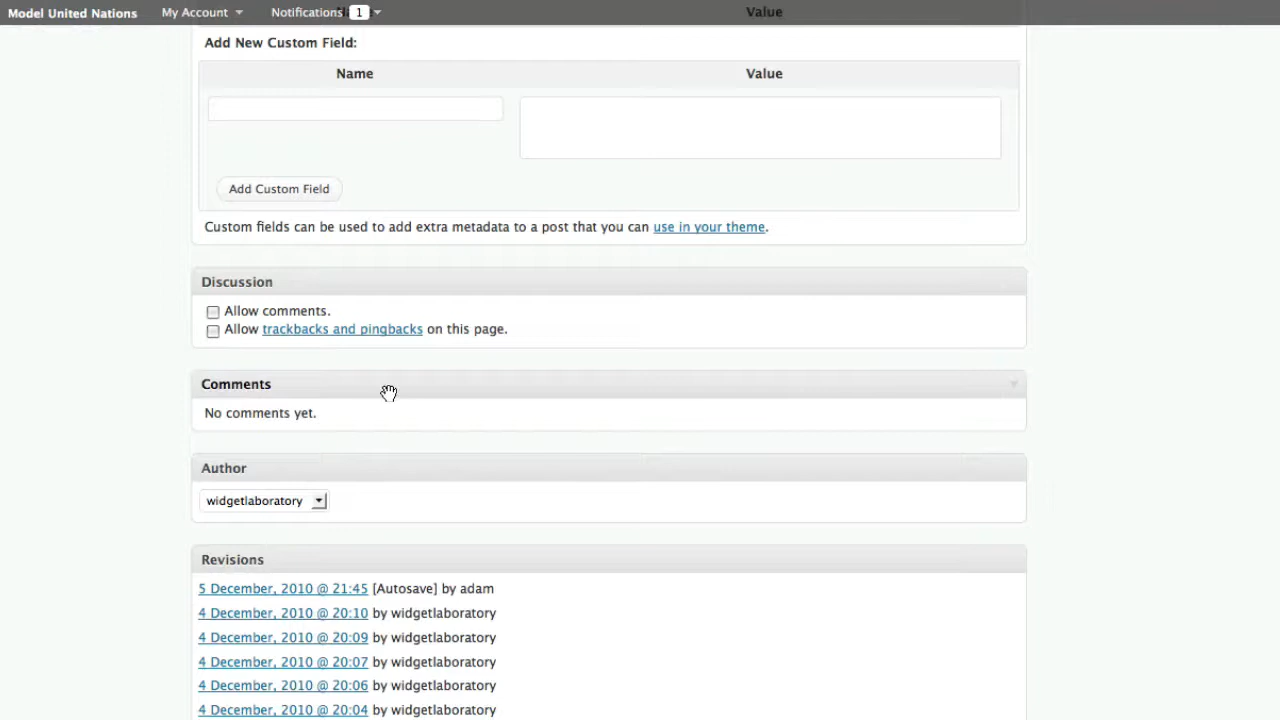 Model United Nations My Account Notifications 1 Value
Add New Custom Field:
Name Value
Add Custom Field
Custom fields can be used to add extra metadata to a post that you can use in your theme.
Discussion
Allow comments.
Allow trackbacks and pingbacks on this page.
Comments
No comments yet.
Author
widgetlaboratory
Revisions
5 December, 2010 @ 21:45 [Autosave] by adam
4 December, 2010 @ 20:10 by widgetlaboratory
4 December, 2010 @ 20:09 by widgetlaboratory
4 December, 2010 @ 20:07 by widgetlaboratory
4 December, 2010 @ 20:06 by widgetlaboratory
4 December, 2010 @ 20:04 by widgetlaboratory